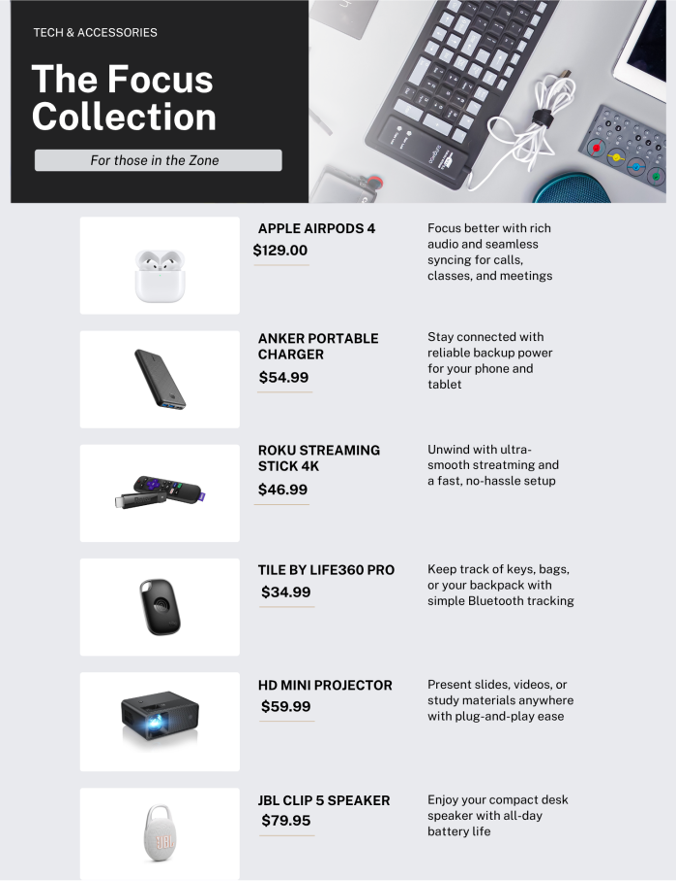 TECH & ACCESSORIES
The Focus
Collection
For those in the Zone
APPLE AIRPODS 4
$129.00
Focus better with rich
audio and seamless
syncing for calls,
classes, and meetings
ANKER PORTABLE
CHARGER
$54.99
Stay connected with
reliable backup power
for your phone and
tablet
ROKU STREAMING
STICK 4K
$46.99
Unwind with ultra-
smooth streatming and
a fast, no-hassle setup
TILE BY LIFE360 PRO
$34.99
Keep track of keys, bags,
or your backpack with
simple Bluetooth tracking
HD MINI PROJECTOR
$59.99
Present slides, videos, or
study materials anywhere
with plug-and-play ease
JBL CLIP 5 SPEAKER
$79.95
Enjoy your compact desk
speaker with all-day
battery life
JBL